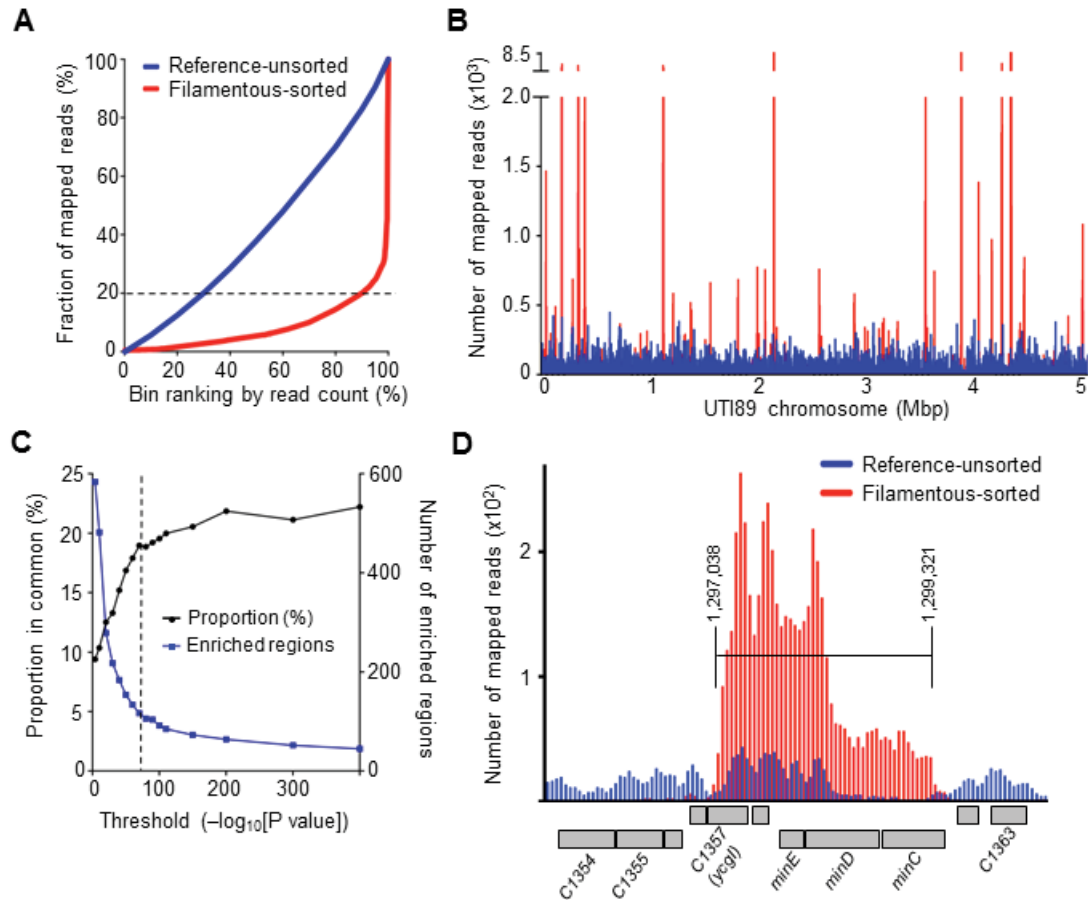 A
Reference-unsorted
Filamentous-sorted
Fraction of mapped reads (%)
100
80
60
40
20
0
0 20 40 60 80 100
Bin ranking by read count (%)
B
Number of mapped reads (x10³)
8.5
2.0
1.5
1.0
0.5
0
0 1 2 3 4 5
UTI89 chromosome (Mbp)
C
Proportion in common (%)
25
20
15
10
5
0
Proportion (%)
Enriched regions
600
400
200
0
Number of enriched regions
0 100 200 300
Threshold (–log₁₀[P value])
D
Reference-unsorted
Filamentous-sorted
Number of mapped reads (x10²)
2
1
1,297,038
1,299,321
C1354
C1355
C1357
(ycgI)
minE
minD
minC
C1363